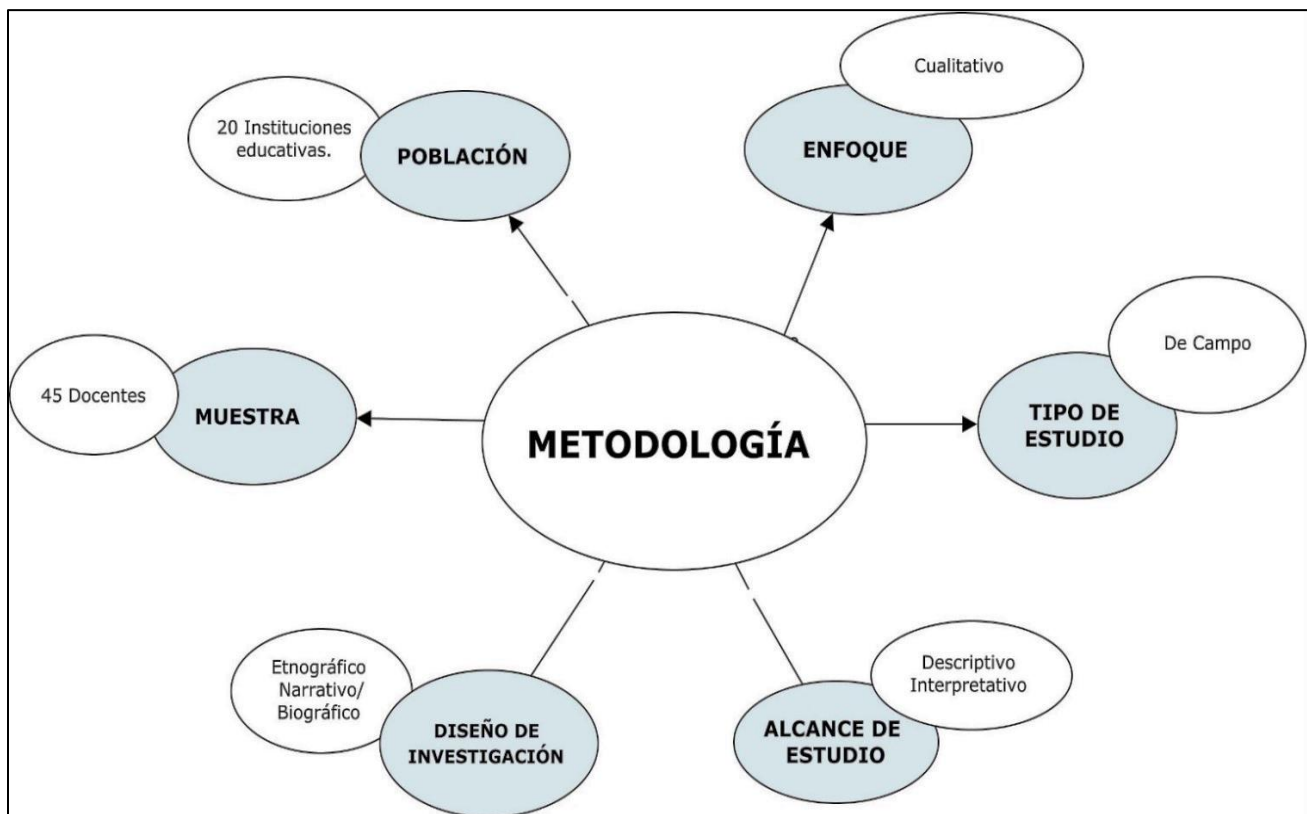 Cualitativo
ENFOQUE
20 Instituciones
educativas.
POBLACIÓN
De Campo
TIPO DE
ESTUDIO
45 Docentes
MUESTRA
METODOLOGÍA
Etnográfico
Narrativo/
Biográfico
DISEÑO DE
INVESTIGACIÓN
Descriptivo
Interpretativo
ALCANCE DE
ESTUDIO